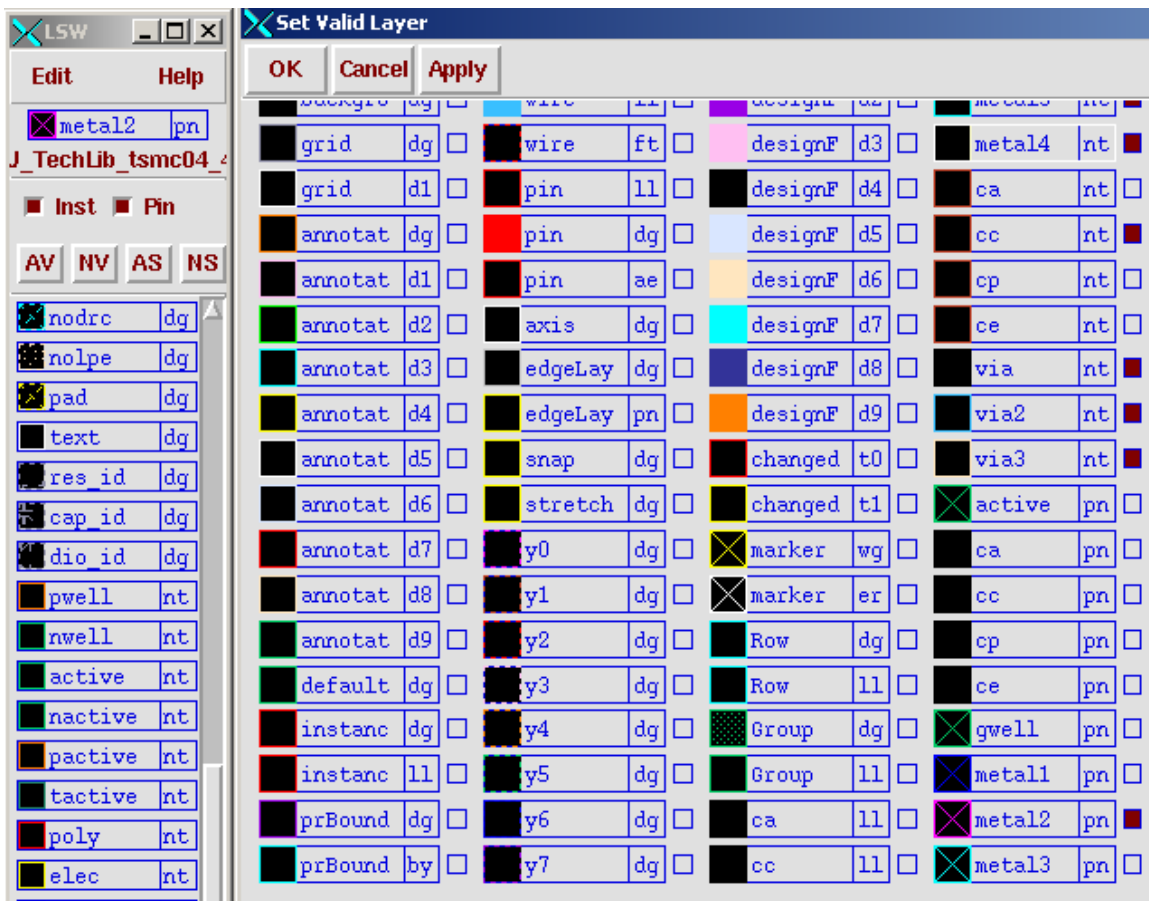 LSW
Edit Help
metal2 pn
J_TechLib_tsmc04_4
Inst Pin
AV NV AS NS
nodrc dg
nolpe dg
pad dg
text dg
res_id dg
cap_id dg
dio_id dg
pwell nt
nwell nt
active nt
nactive nt
pactive nt
tactive nt
poly nt
elec nt
Set Valid Layer
OK Cancel Apply
backgro dg wire ll designF d2 metal3 nt
grid dg wire ft designF d3 metal4 nt
grid d1 pin ll designF d4 ca nt
annotat dg pin dg designF d5 cc nt
annotat d1 pin ae designF d6 cp nt
annotat d2 axis dg designF d7 ce nt
annotat d3 edgeLay dg designF d8 via nt
annotat d4 edgeLay pn designF d9 via2 nt
annotat d5 snap dg changed t0 via3 nt
annotat d6 stretch dg changed t1 active pn
annotat d7 y0 dg marker wg ca pn
annotat d8 y1 dg marker er cc pn
annotat d9 y2 dg Row dg cp pn
default dg y3 dg Row ll ce pn
instanc dg y4 dg Group dg gwell pn
instanc ll y5 dg Group ll metal1 pn
prBound dg y6 dg ca ll metal2 pn
prBound by y7 dg cc ll metal3 pn